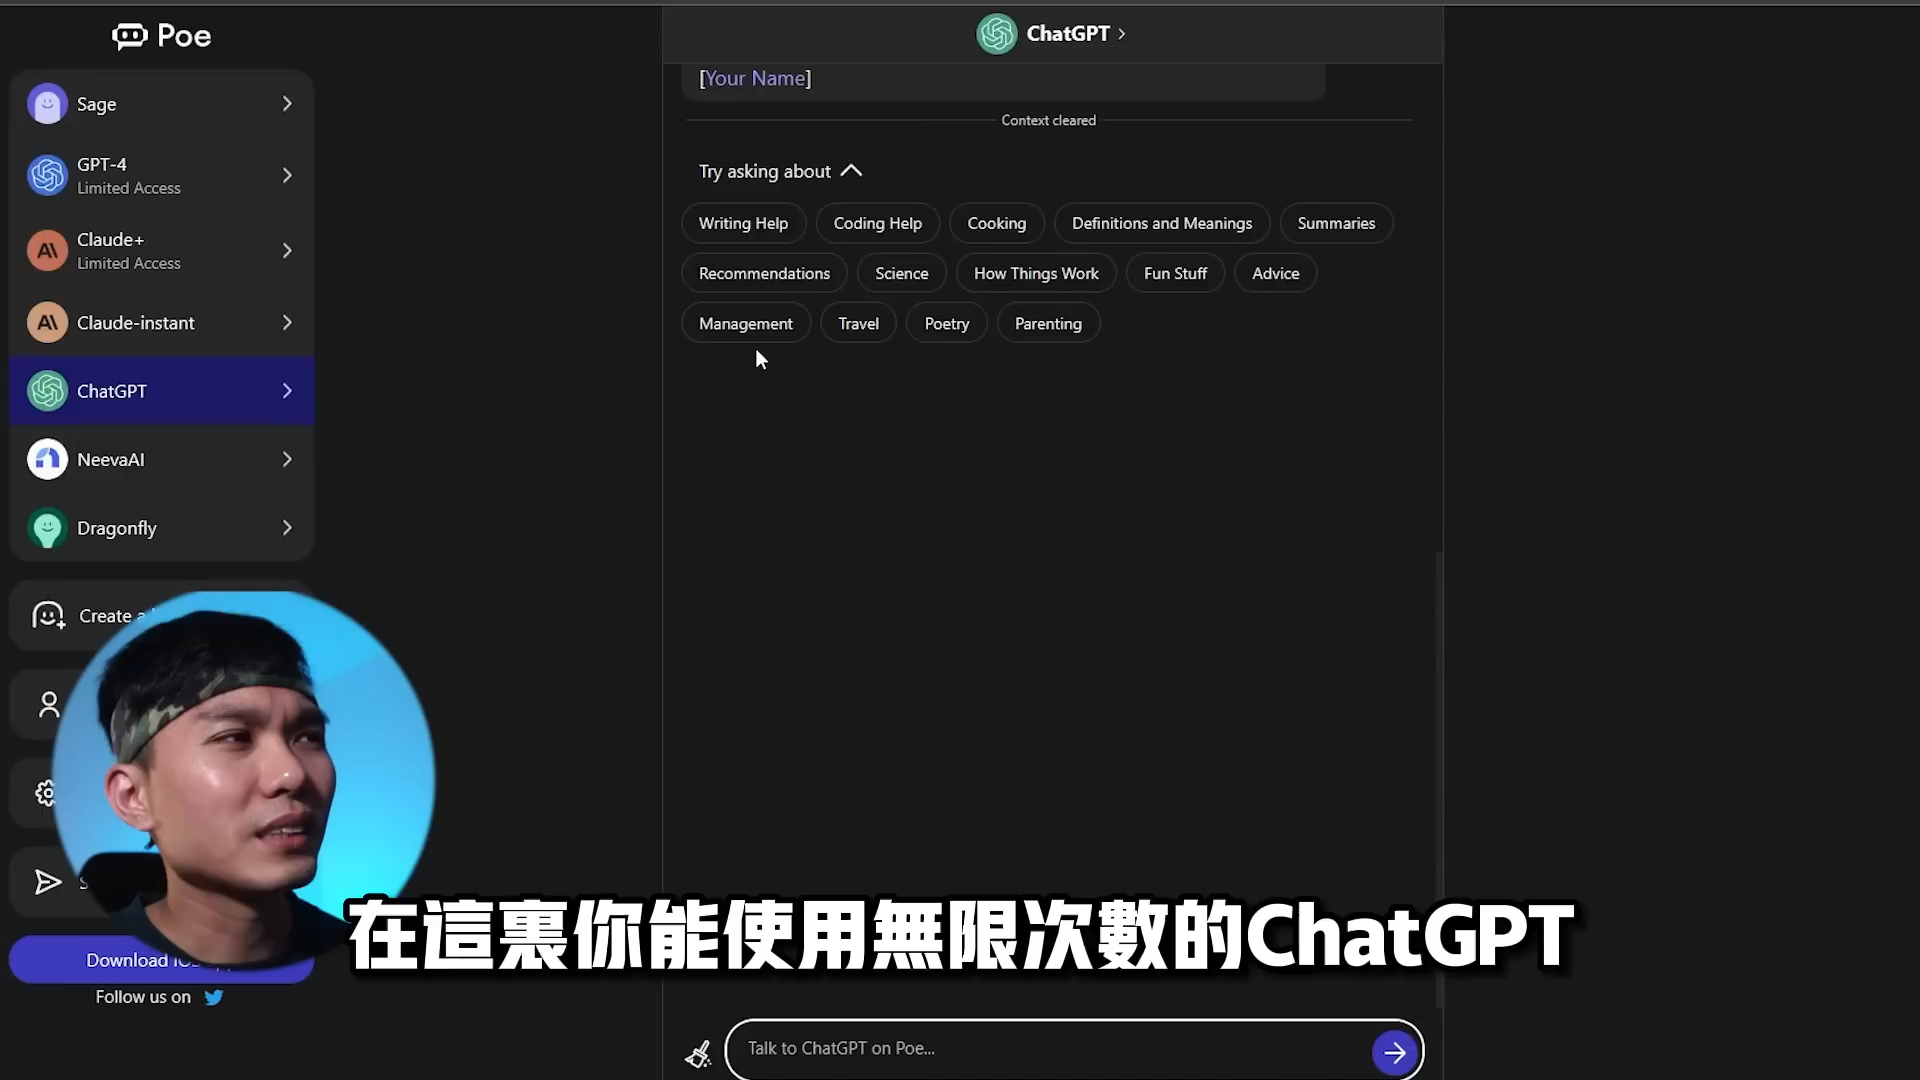 Poe
Sage
GPT-4
Limited Access
Claude+
Limited Access
Claude-instant
ChatGPT
NeevaAI
Dragonfly
Create a
Download iOS
Follow us on
ChatGPT
[Your Name]
Context cleared
Try asking about
Writing Help
Coding Help
Cooking
Definitions and Meanings
Summaries
Recommendations
Science
How Things Work
Fun Stuff
Advice
Management
Travel
Poetry
Parenting
在這裏你能使用無限次數的ChatGPT
Talk to ChatGPT on Poe...